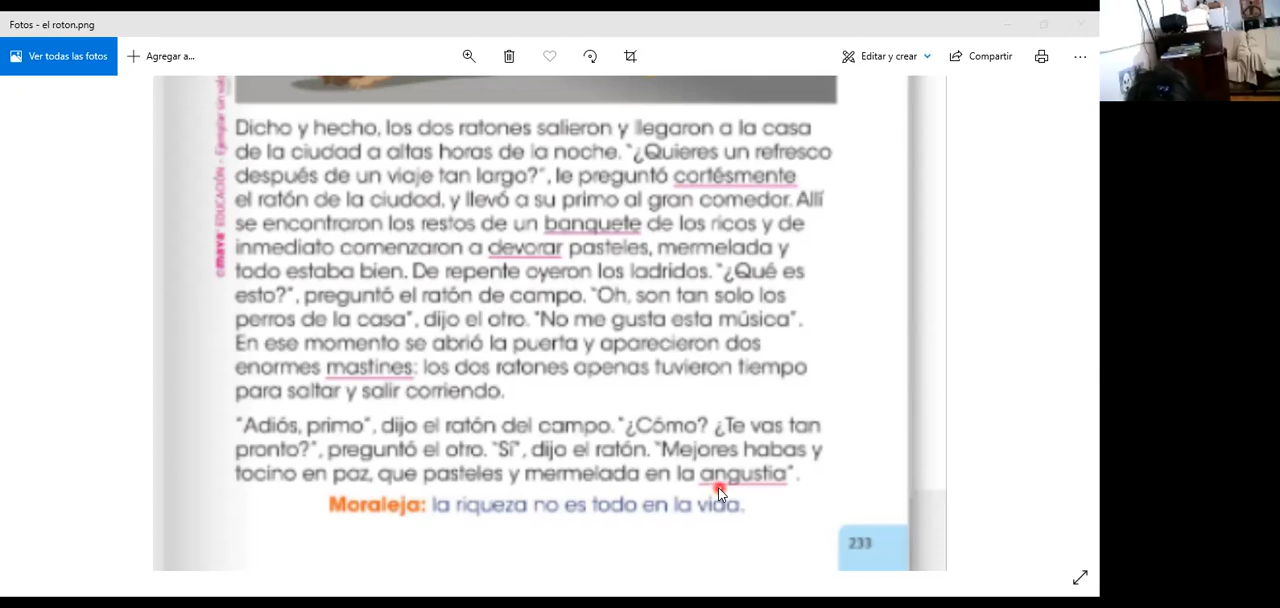 Fotos - el roton.png
Ver todas las fotos
Agregar a...
Editar y crear
Compartir
maya EDUCACIÓN - Ejemplar sin
Dicho y hecho, los dos ratones salieron y llegaron a la casa
de la ciudad a altas horas de la noche. "¿Quieres un refresco
después de un viaje tan largo?", le preguntó cortésmente
el ratón de la ciudad, y llevó a su primo al gran comedor. Allí
se encontraron los restos de un banquete de los ricos y de
inmediato comenzaron a devorar pasteles, mermelada y
todo estaba bien. De repente oyeron los ladridos. "¿Qué es
esto?", preguntó el ratón de campo. "Oh, son tan solo los
perros de la casa", dijo el otro. "No me gusta esta música".
En ese momento se abrió la puerta y aparecieron dos
enormes mastines: los dos ratones apenas tuvieron tiempo
para saltar y salir corriendo.
"Adiós, primo", dijo el ratón del campo. "¿Cómo? ¿Te vas tan
pronto?", preguntó el otro. "Sí", dijo el ratón. "Mejores habas y
tocino en paz, que pasteles y mermelada en la angustia".
Moraleja: la riqueza no es todo en la vida.
233